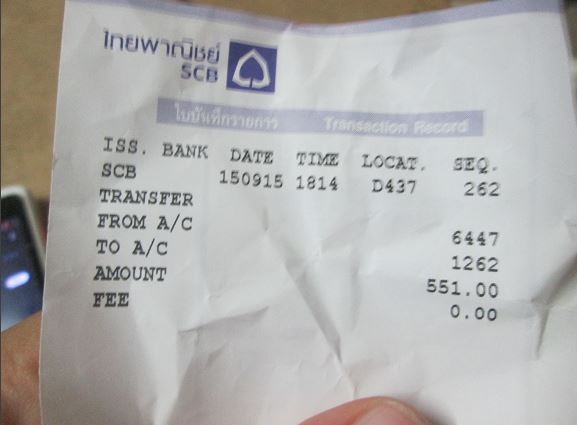 ไทยพาณิชย์
SCB
ใบบันทึกรายการ Transaction Record
ISS. BANK DATE TIME LOCAT. SEQ.
SCB 150915 1814 D437 262
TRANSFER
FROM A/C 6447
TO A/C 1262
AMOUNT 551.00
FEE 0.00